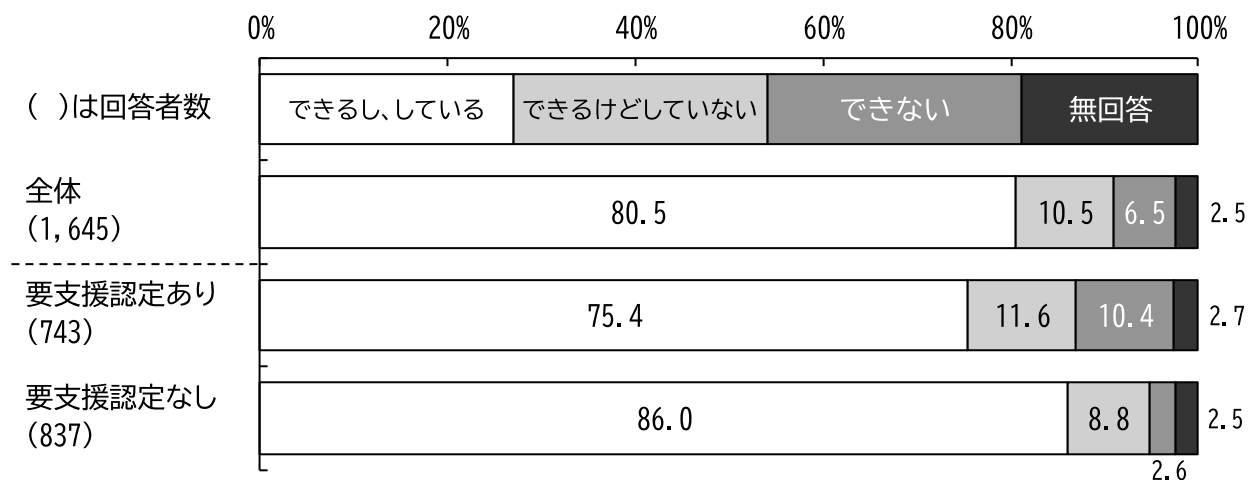 0% 20% 40% 60% 80% 100%
( )は回答者数 できるし、している できるけどしていない できない 無回答
全体
(1,645)
80.5 10.5 6.5 2.5
要支援認定あり
(743)
75.4 11.6 10.4 2.7
要支援認定なし
(837)
86.0 8.8 2.5
2.6